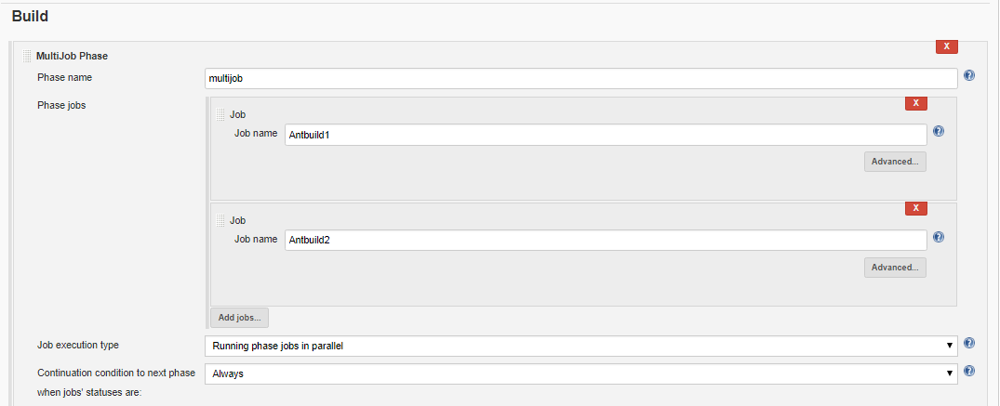 Build
MultiJob Phase
X
Phase name
multijob
Phase jobs
X
Job
Job name
Antbuild1
Advanced...
X
Job
Job name
Antbuild2
Advanced...
Add jobs...
Job execution type
Running phase jobs in parallel
Continuation condition to next phase
when jobs' statuses are:
Always